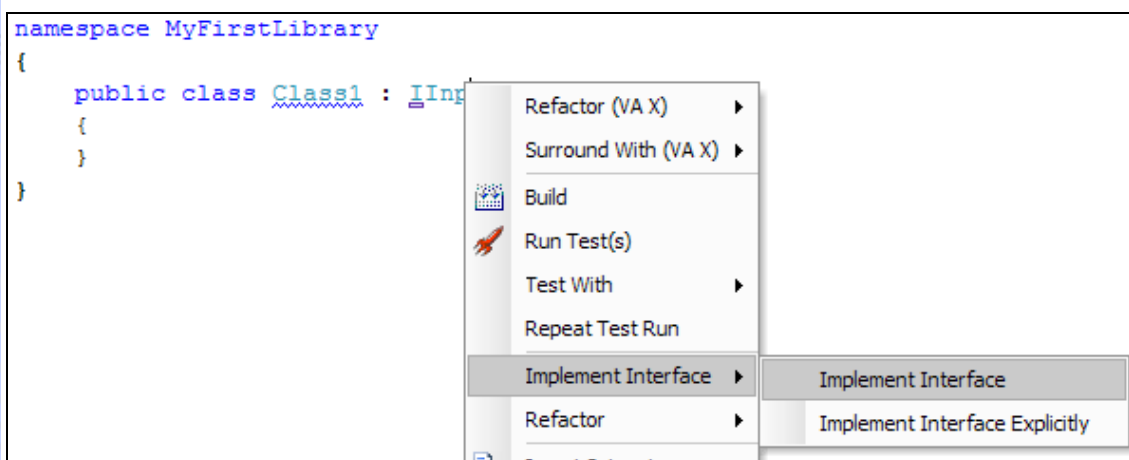 namespace MyFirstLibrary
{
public class Class1 : IInp
{
}
}
Refactor (VA X)
Surround With (VA X)
Build
Run Test(s)
Test With
Repeat Test Run
Implement Interface
Implement Interface
Implement Interface Explicitly
Refactor